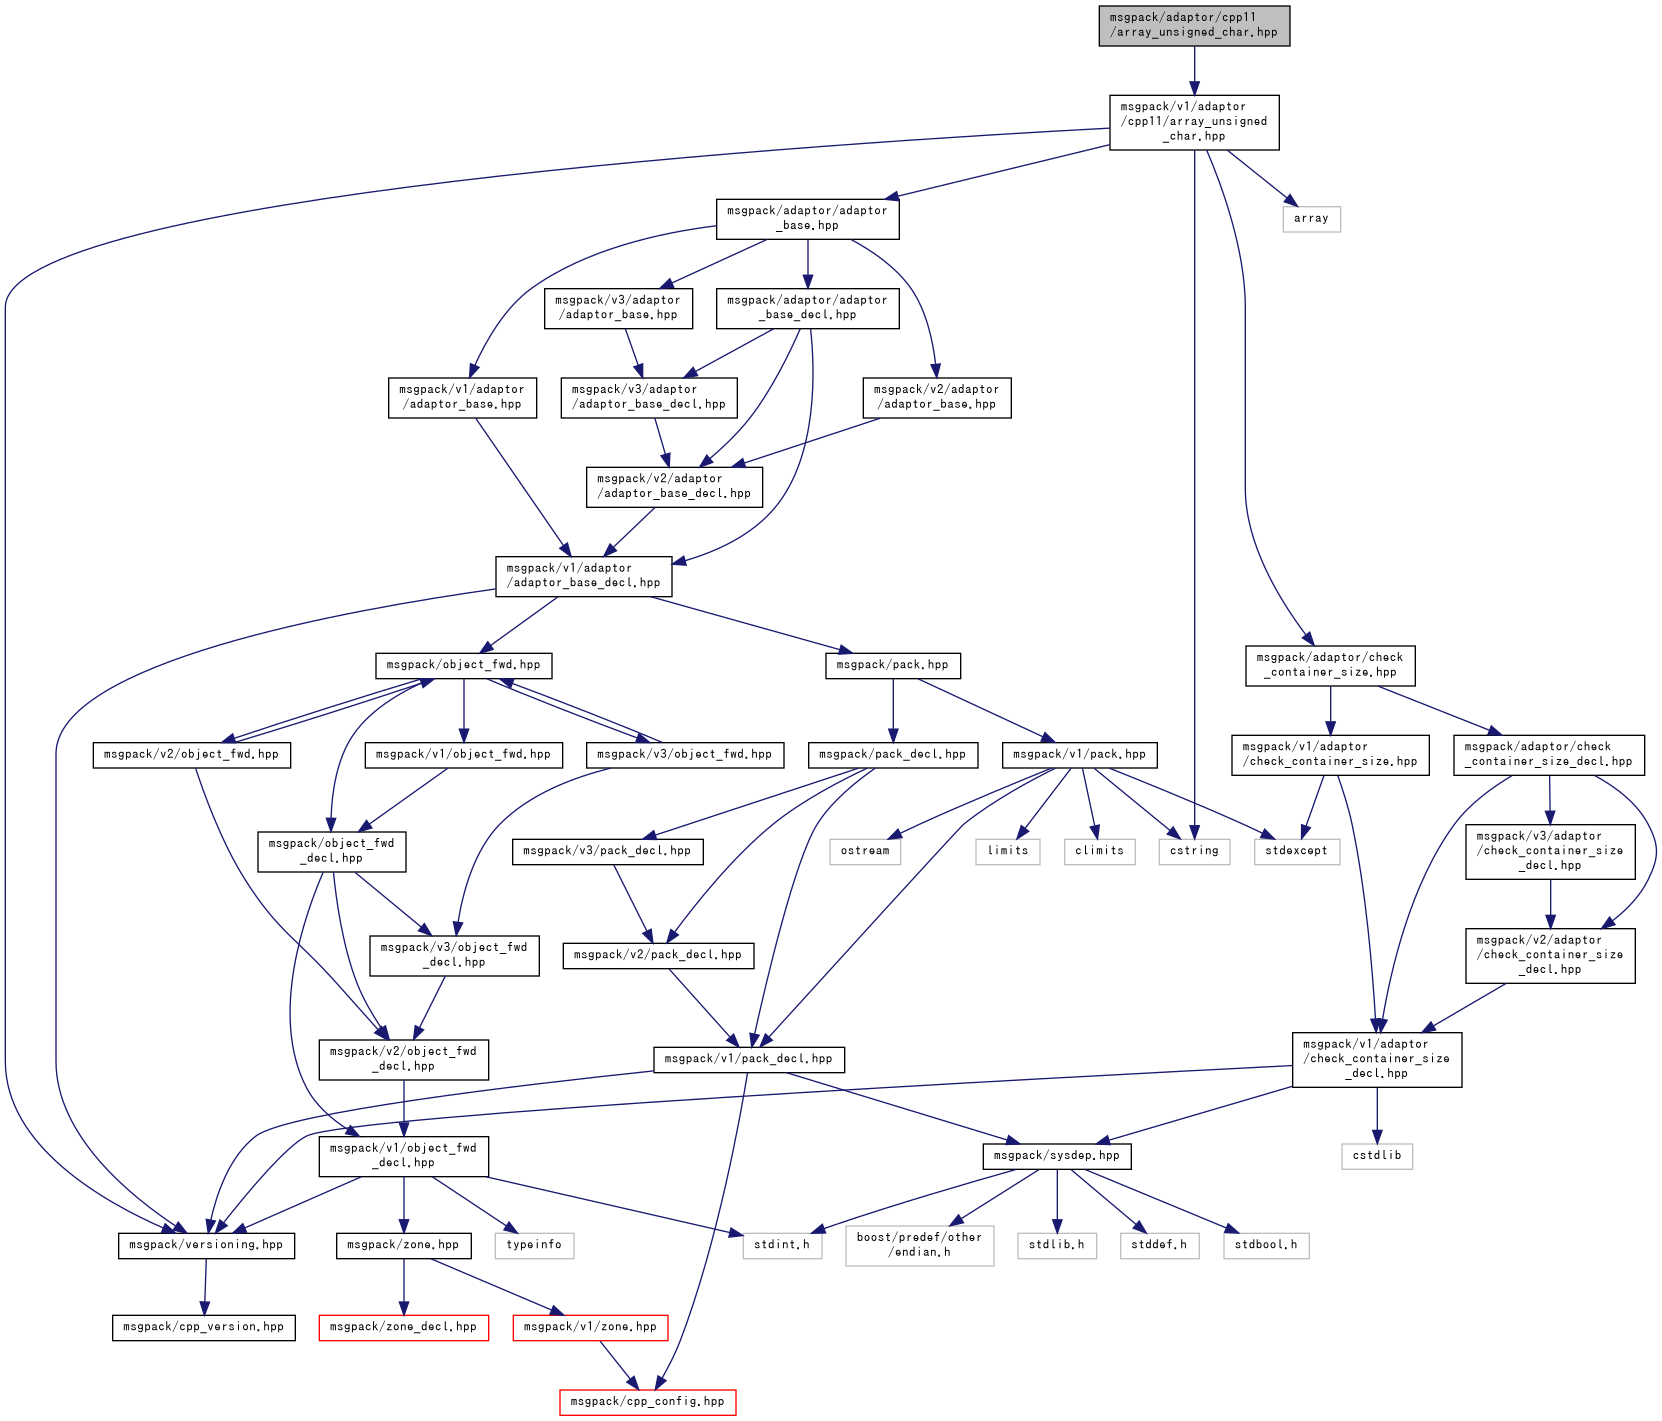 msgpack/adaptor/cpp11
/array_unsigned_char.hpp
msgpack/v1/adaptor
/cpp11/array_unsigned
_char.hpp
msgpack/adaptor/adaptor
_base.hpp
array
msgpack/v3/adaptor
/adaptor_base.hpp
msgpack/adaptor/adaptor
_base_decl.hpp
msgpack/v1/adaptor
/adaptor_base.hpp
msgpack/v3/adaptor
/adaptor_base_decl.hpp
msgpack/v2/adaptor
/adaptor_base.hpp
msgpack/v2/adaptor
/adaptor_base_decl.hpp
msgpack/v1/adaptor
/adaptor_base_decl.hpp
msgpack/object_fwd.hpp
msgpack/pack.hpp
msgpack/adaptor/check
_container_size.hpp
msgpack/v2/object_fwd.hpp
msgpack/v1/object_fwd.hpp
msgpack/v3/object_fwd.hpp
msgpack/pack_decl.hpp
msgpack/v1/pack.hpp
msgpack/v1/adaptor
/check_container_size.hpp
msgpack/adaptor/check
_container_size_decl.hpp
msgpack/object_fwd
_decl.hpp
msgpack/v3/pack_decl.hpp
ostream
limits
climits
cstring
stdexcept
msgpack/v3/adaptor
/check_container_size
_decl.hpp
msgpack/v3/object_fwd
_decl.hpp
msgpack/v2/pack_decl.hpp
msgpack/v2/adaptor
/check_container_size
_decl.hpp
msgpack/v2/object_fwd
_decl.hpp
msgpack/v1/pack_decl.hpp
msgpack/v1/adaptor
/check_container_size
_decl.hpp
msgpack/v1/object_fwd
_decl.hpp
msgpack/sysdep.hpp
cstdlib
msgpack/versioning.hpp
msgpack/zone.hpp
typeinfo
stdint.h
boost/predef/other
/endian.h
stdlib.h
stddef.h
stdbool.h
msgpack/cpp_version.hpp
msgpack/zone_decl.hpp
msgpack/v1/zone.hpp
msgpack/cpp_config.hpp